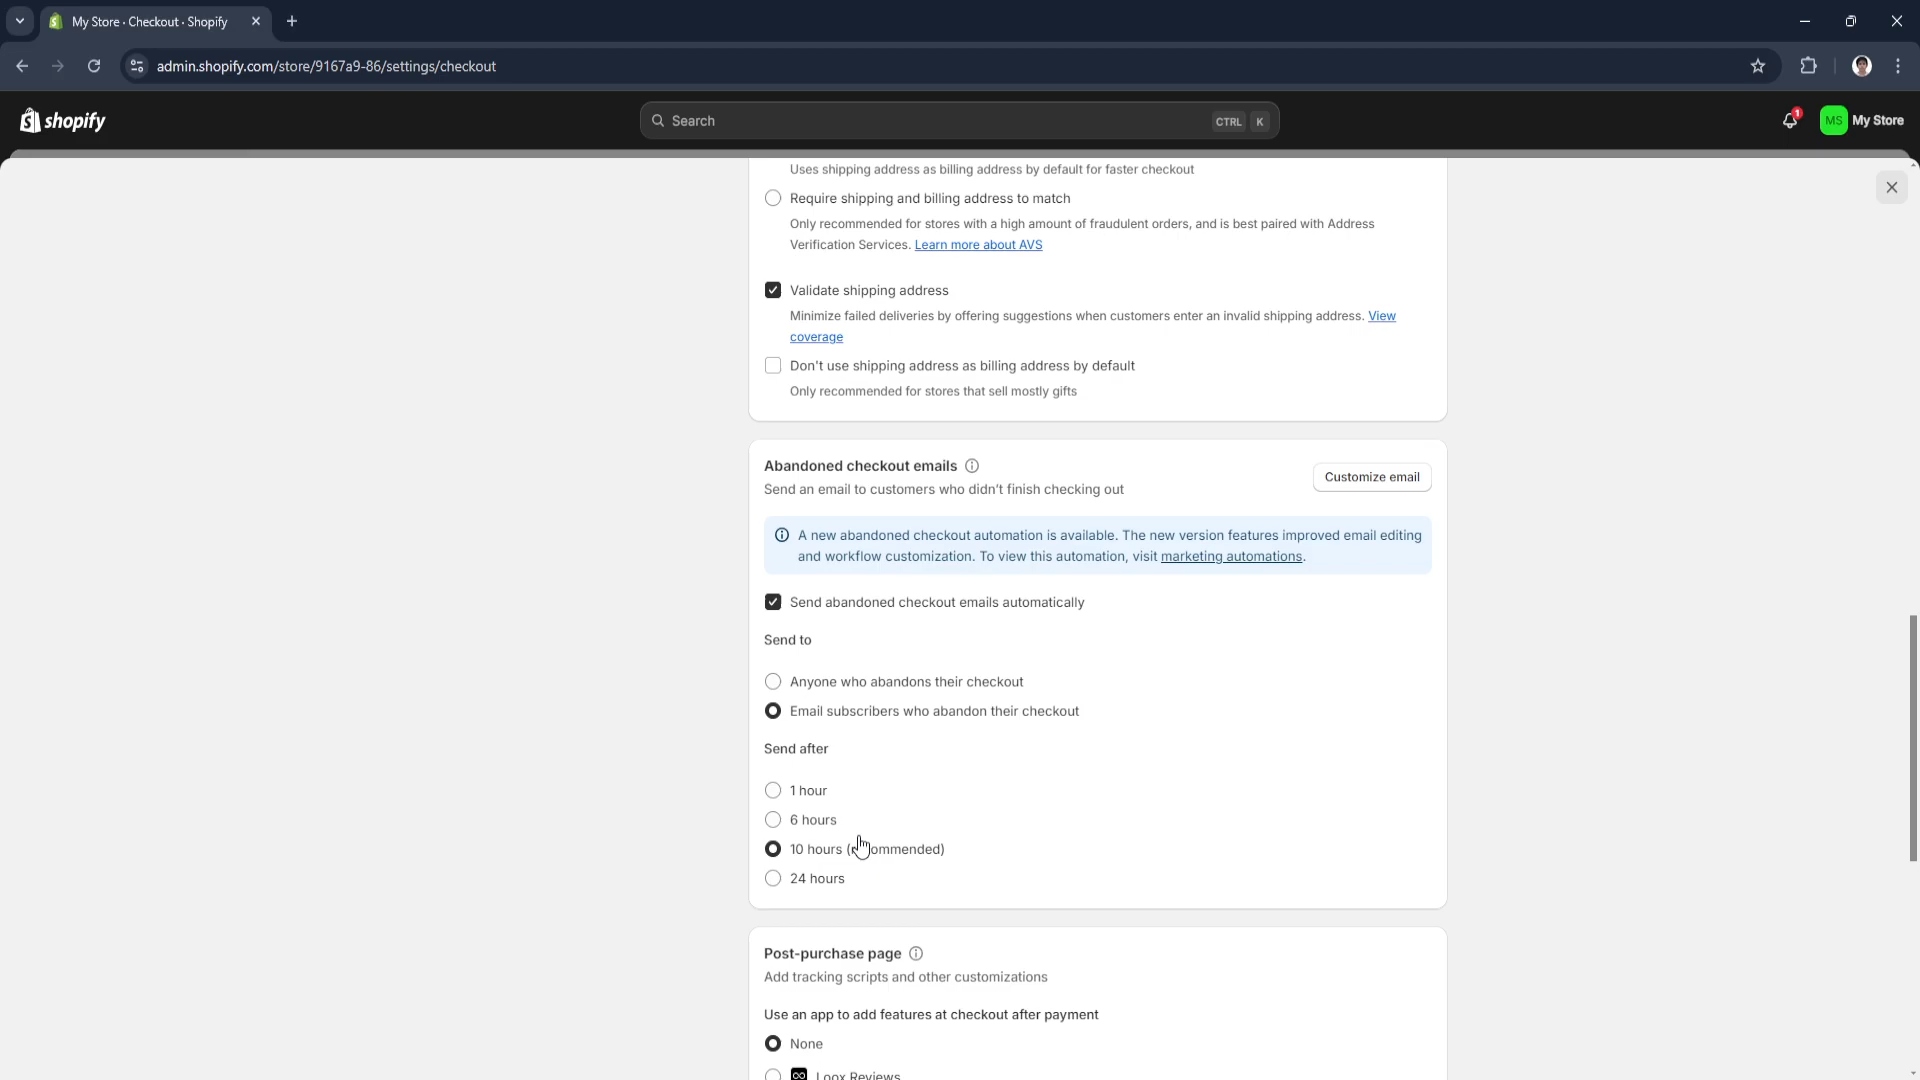 My Store · Checkout · Shopify
admin.shopify.com/store/9167a9-86/settings/checkout
shopify
Search
CTRL K
1
MS My Store
Uses shipping address as billing address by default for faster checkout
Require shipping and billing address to match
Only recommended for stores with a high amount of fraudulent orders, and is best paired with Address
Verification Services. Learn more about AVS
Validate shipping address
Minimize failed deliveries by offering suggestions when customers enter an invalid shipping address. View
coverage
Don't use shipping address as billing address by default
Only recommended for stores that sell mostly gifts
Abandoned checkout emails
Customize email
Send an email to customers who didn't finish checking out
A new abandoned checkout automation is available. The new version features improved email editing
and workflow customization. To view this automation, visit marketing automations.
Send abandoned checkout emails automatically
Send to
Anyone who abandons their checkout
Email subscribers who abandon their checkout
Send after
1 hour
6 hours
10 hours (recommended)
24 hours
Post-purchase page
Add tracking scripts and other customizations
Use an app to add features at checkout after payment
None
Loox Reviews